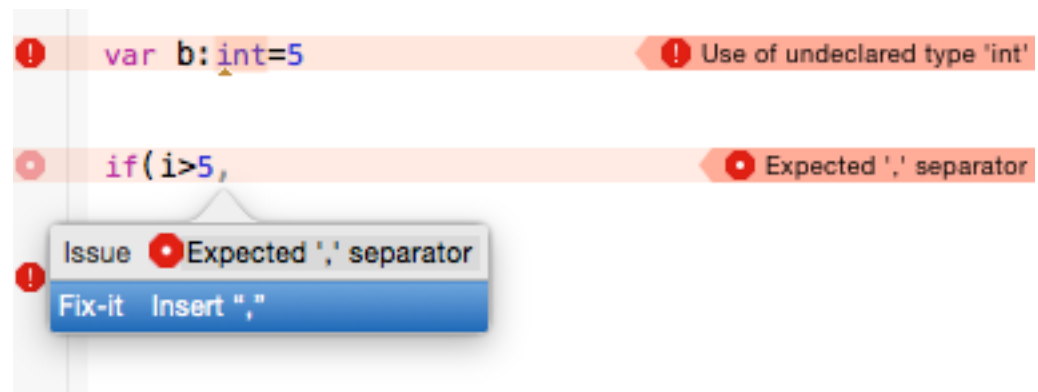 var b:int=5 Use of undeclared type 'int'
if(i>5, Expected ',' separator
Issue Expected ',' separator
Fix-it Insert “,”